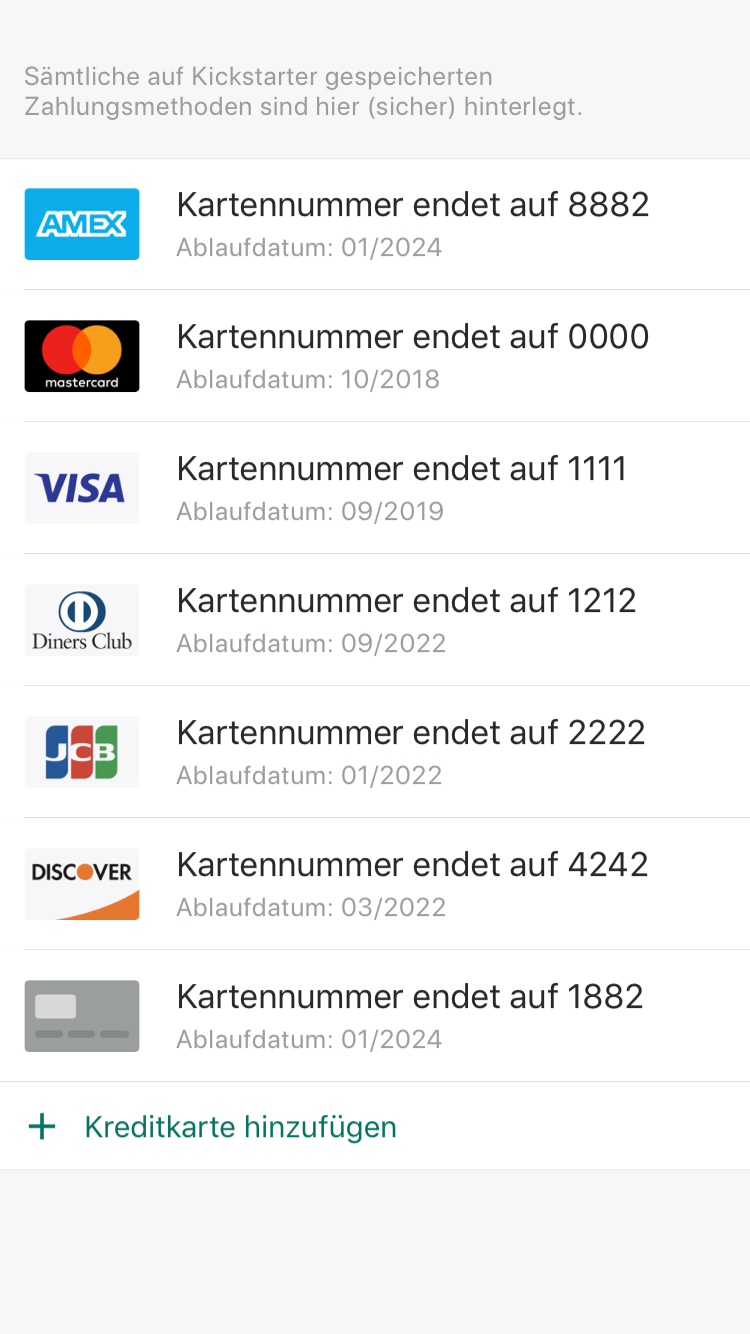 Sämtliche auf Kickstarter gespeicherten
Zahlungsmethoden sind hier (sicher) hinterlegt.
AMEX
Kartennummer endet auf 8882
Ablaufdatum: 01/2024
mastercard
Kartennummer endet auf 0000
Ablaufdatum: 10/2018
VISA
Kartennummer endet auf 1111
Ablaufdatum: 09/2019
Diners Club
Kartennummer endet auf 1212
Ablaufdatum: 09/2022
JCB
Kartennummer endet auf 2222
Ablaufdatum: 01/2022
DISCOVER
Kartennummer endet auf 4242
Ablaufdatum: 03/2022
Kartennummer endet auf 1882
Ablaufdatum: 01/2024
+ Kreditkarte hinzufügen